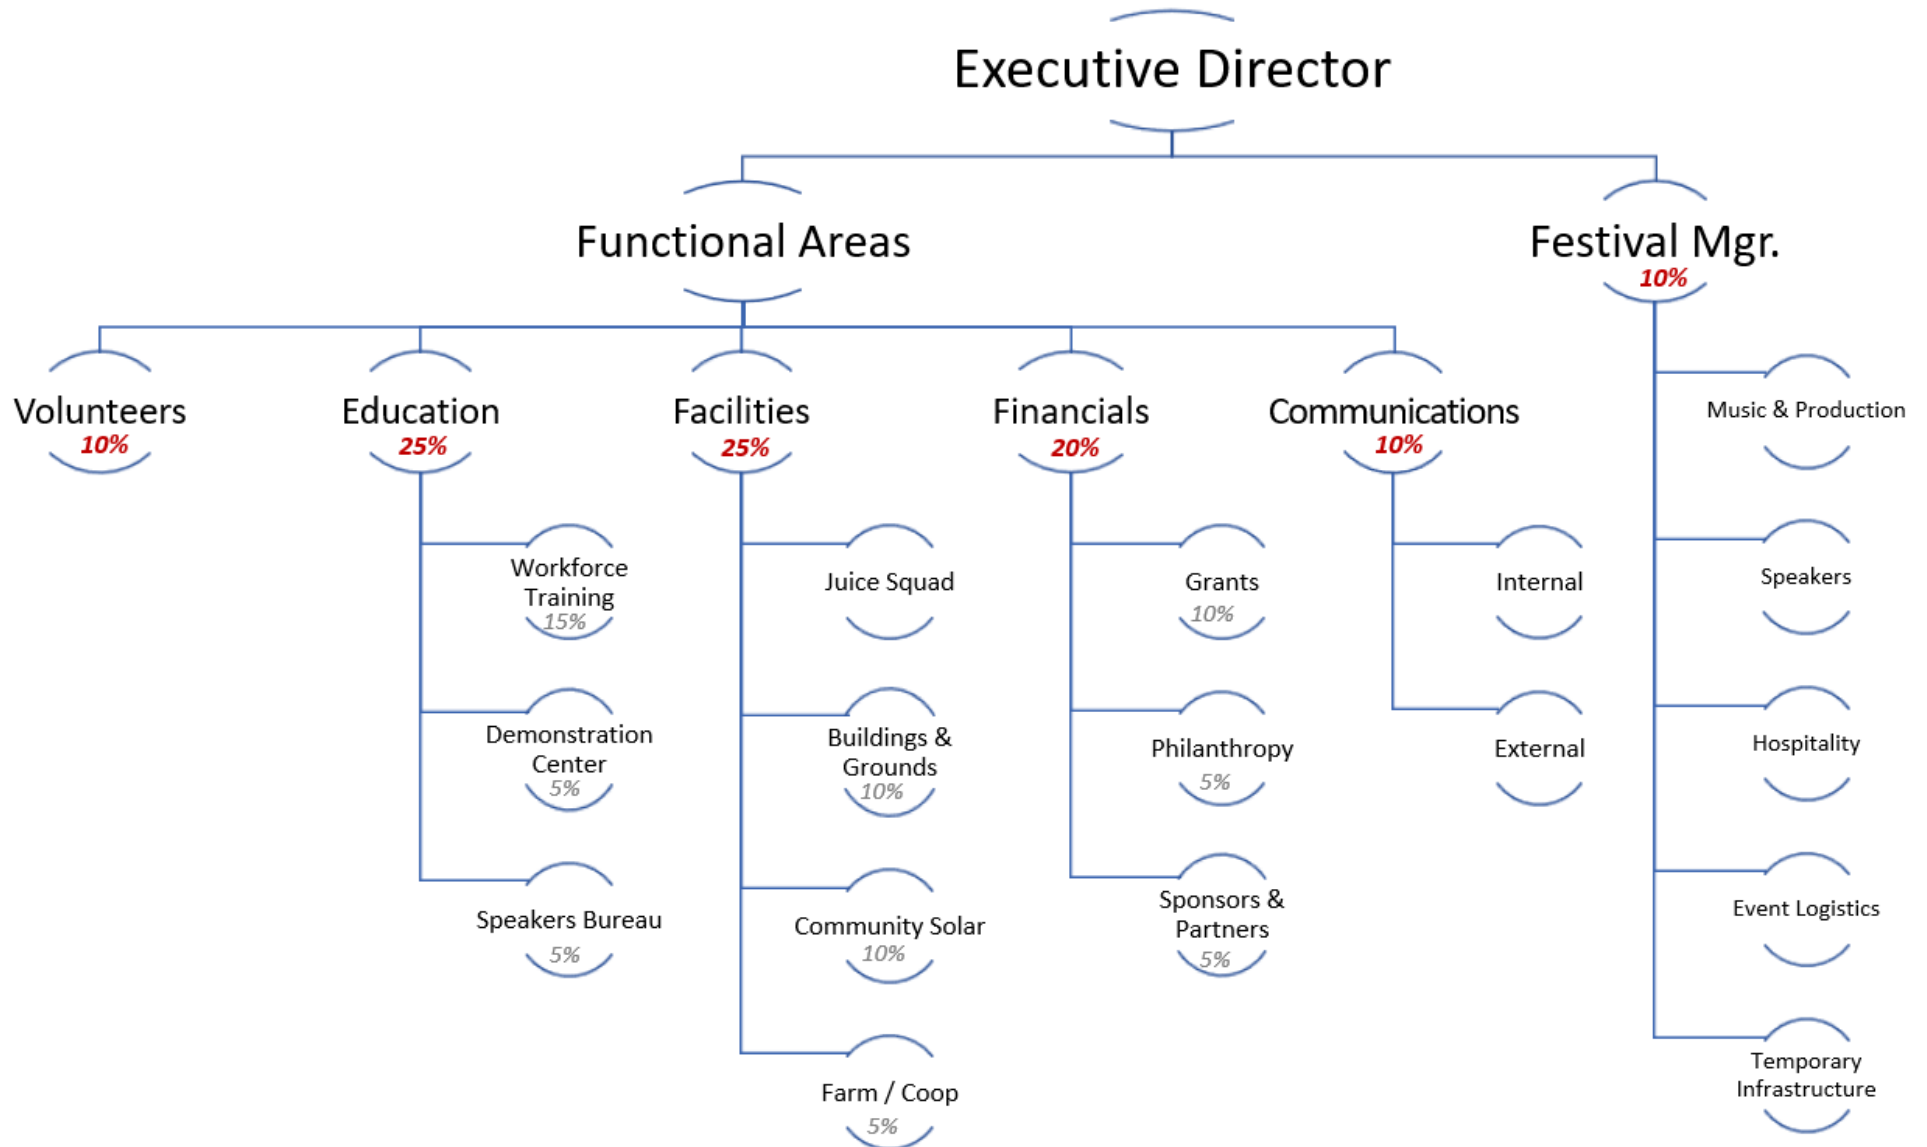 Executive Director
Functional Areas
Festival Mgr.
10%
Volunteers
10%
Education
25%
Facilities
25%
Financials
20%
Communications
10%
Workforce
Training
15%
Demonstration
Center
5%
Speakers Bureau
5%
Juice Squad
Buildings &
Grounds
10%
Community Solar
10%
Farm / Coop
5%
Grants
10%
Philanthropy
5%
Sponsors &
Partners
5%
Internal
External
Music & Production
Speakers
Hospitality
Event Logistics
Temporary
Infrastructure